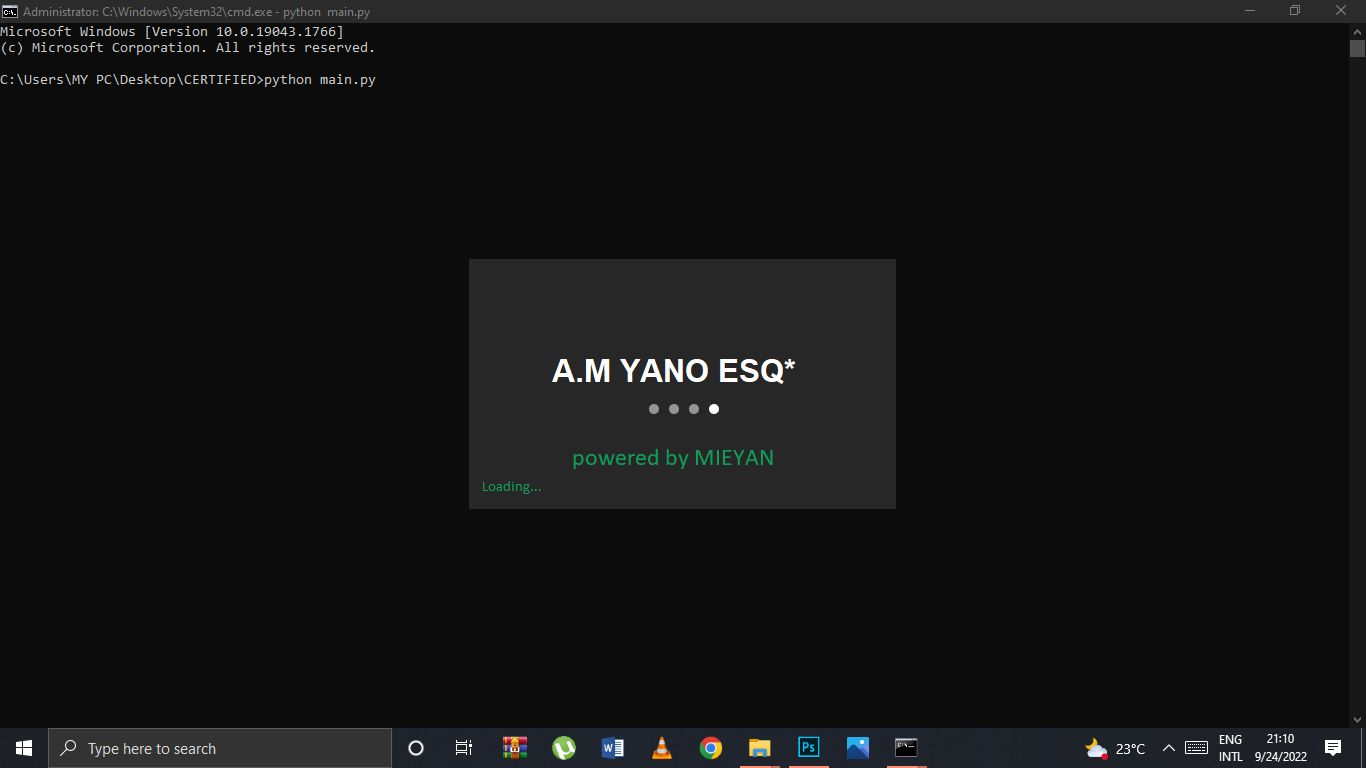 Administrator: C:\Windows\System32\cmd.exe - python  main.py
Microsoft Windows [Version 10.0.19043.1766]
(c) Microsoft Corporation. All rights reserved.
C:\Users\MY PC\Desktop\CERTIFIED>python main.py
A.M YANO ESQ*
powered by MIEYAN
Loading...
Type here to search
W
Ps
23°C
ENG
INTL
21:10
9/24/2022